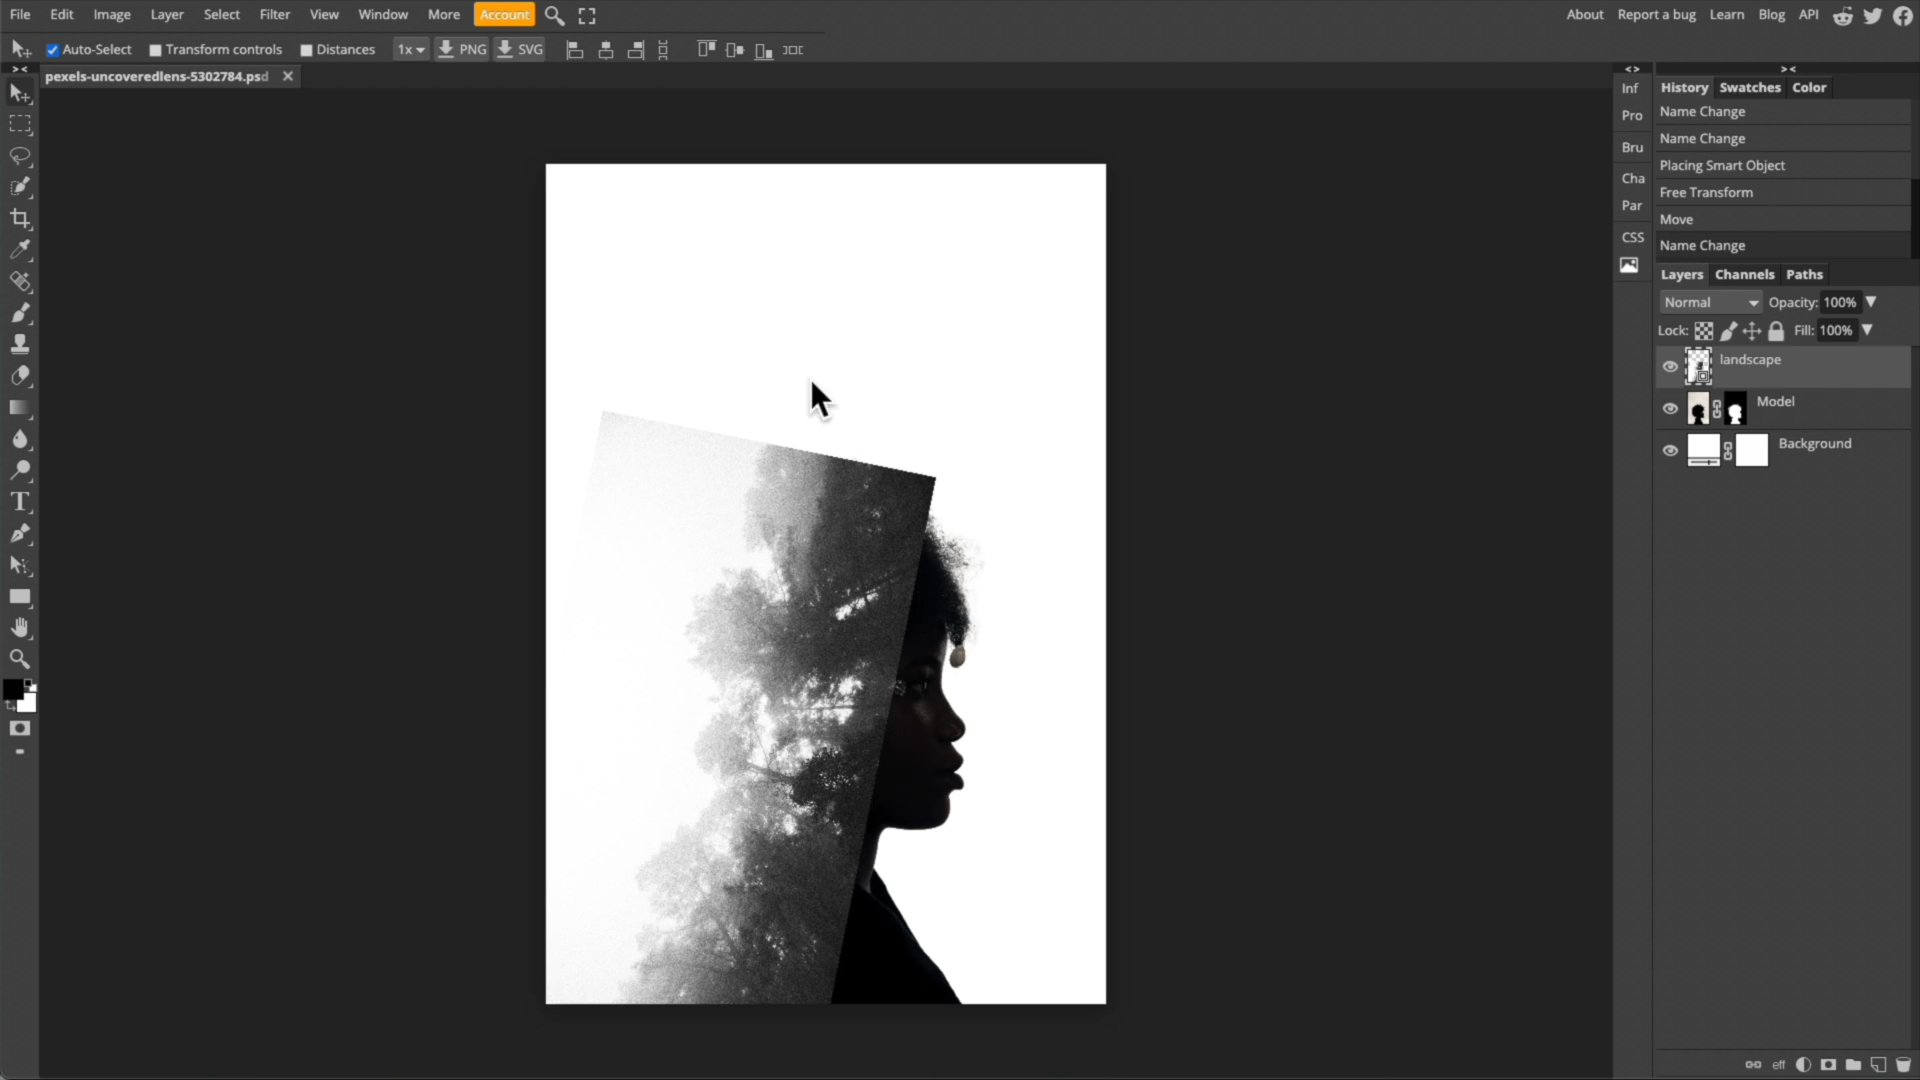 File Edit Image Layer Select Filter View Window More Account About Report a bug Learn Blog API
Auto-Select Transform controls Distances 1x PNG SVG
pexels-uncoveredlens-5302784.psd
Inf
Pro
Bru
Cha
Par
CSS
History Swatches Color
Name Change
Name Change
Placing Smart Object
Free Transform
Move
Name Change
Layers Channels Paths
Normal Opacity: 100%
Lock: Fill: 100%
landscape
Model
Background
eff